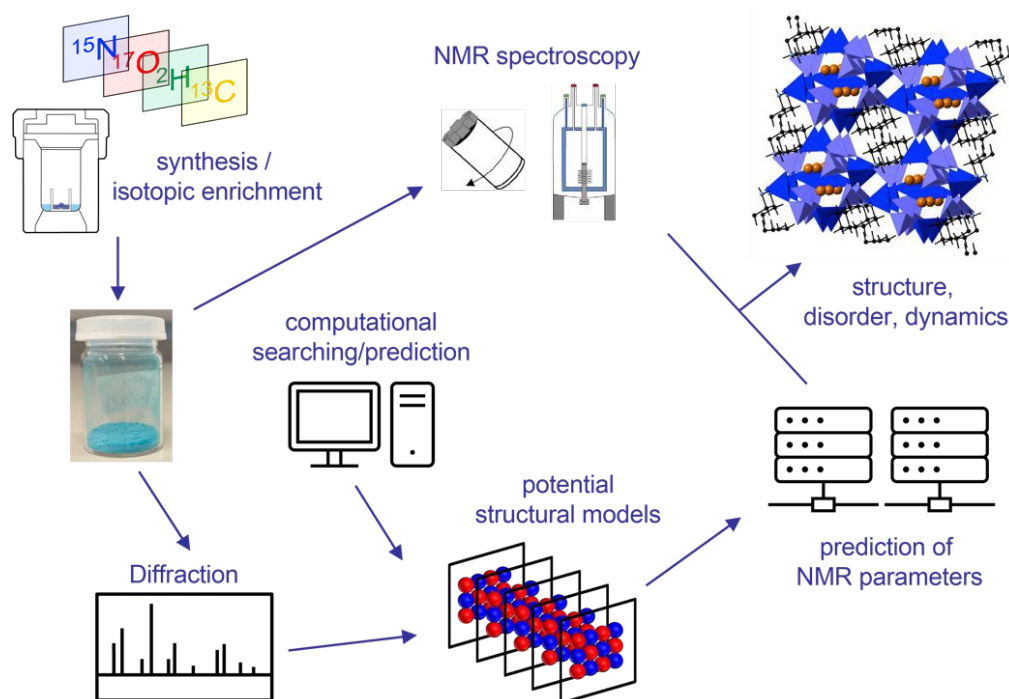 15N
17O
2H
13C
synthesis /
isotopic enrichment
NMR spectroscopy
structure,
disorder, dynamics
computational
searching/prediction
potential
structural models
prediction of
NMR parameters
Diffraction